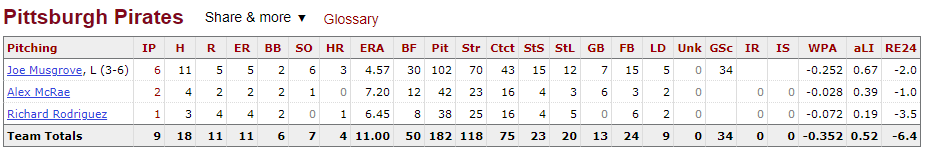 Pittsburgh Pirates Share & more ▼ Glossary
Pitching IP H R ER BB SO HR ERA BF Pit Str Ctct StS StL GB FB LD Unk GSc IR IS WPA aLI RE24
Joe Musgrove, L (3-6) 6 11 5 5 2 6 3 4.57 30 102 70 43 15 12 7 15 5 0 34 -0.252 0.67 -2.0
Alex McRae 2 4 2 2 2 1 0 7.20 12 42 23 16 4 3 6 3 2 0 0 0 -0.028 0.39 -1.0
Richard Rodriguez 1 3 4 4 2 0 1 6.45 8 38 25 16 4 5 0 6 2 0 0 0 -0.072 0.19 -3.5
Team Totals 9 18 11 11 6 7 4 11.00 50 182 118 75 23 20 13 24 9 0 34 0 0 -0.352 0.52 -6.4